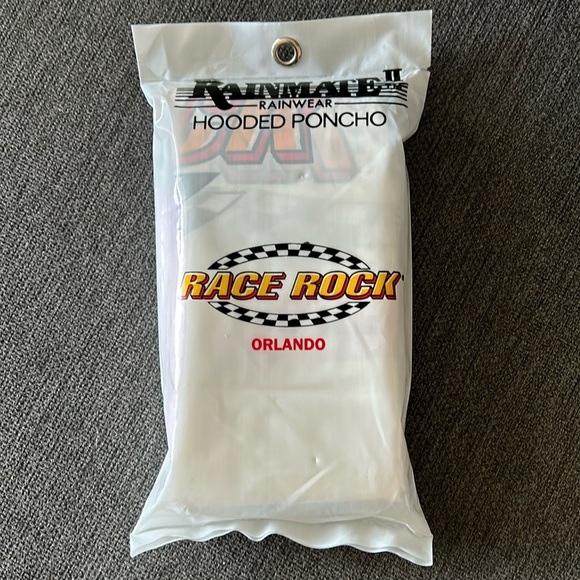 RAINMATE II
RAINWEAR
HOODED PONCHO
RACE ROCK
ORLANDO